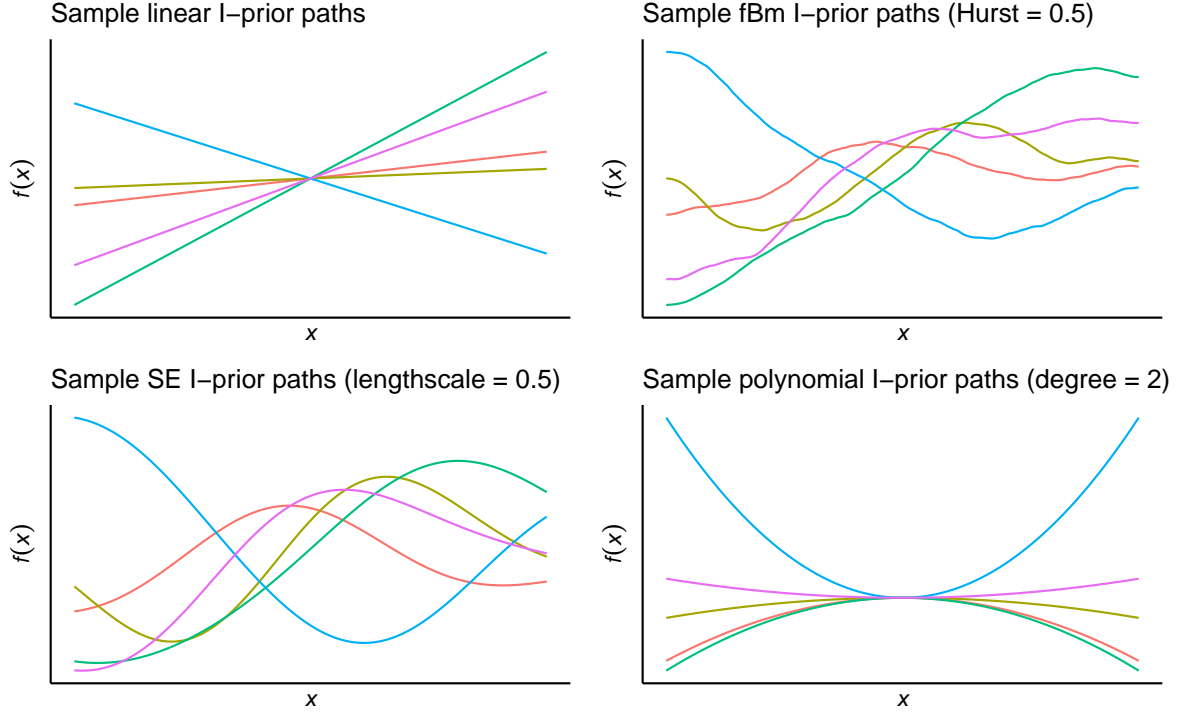 Sample linear I−prior paths
f(x)
x
Sample fBm I−prior paths (Hurst = 0.5)
f(x)
x
Sample SE I−prior paths (lengthscale = 0.5)
f(x)
x
Sample polynomial I−prior paths (degree = 2)
f(x)
x